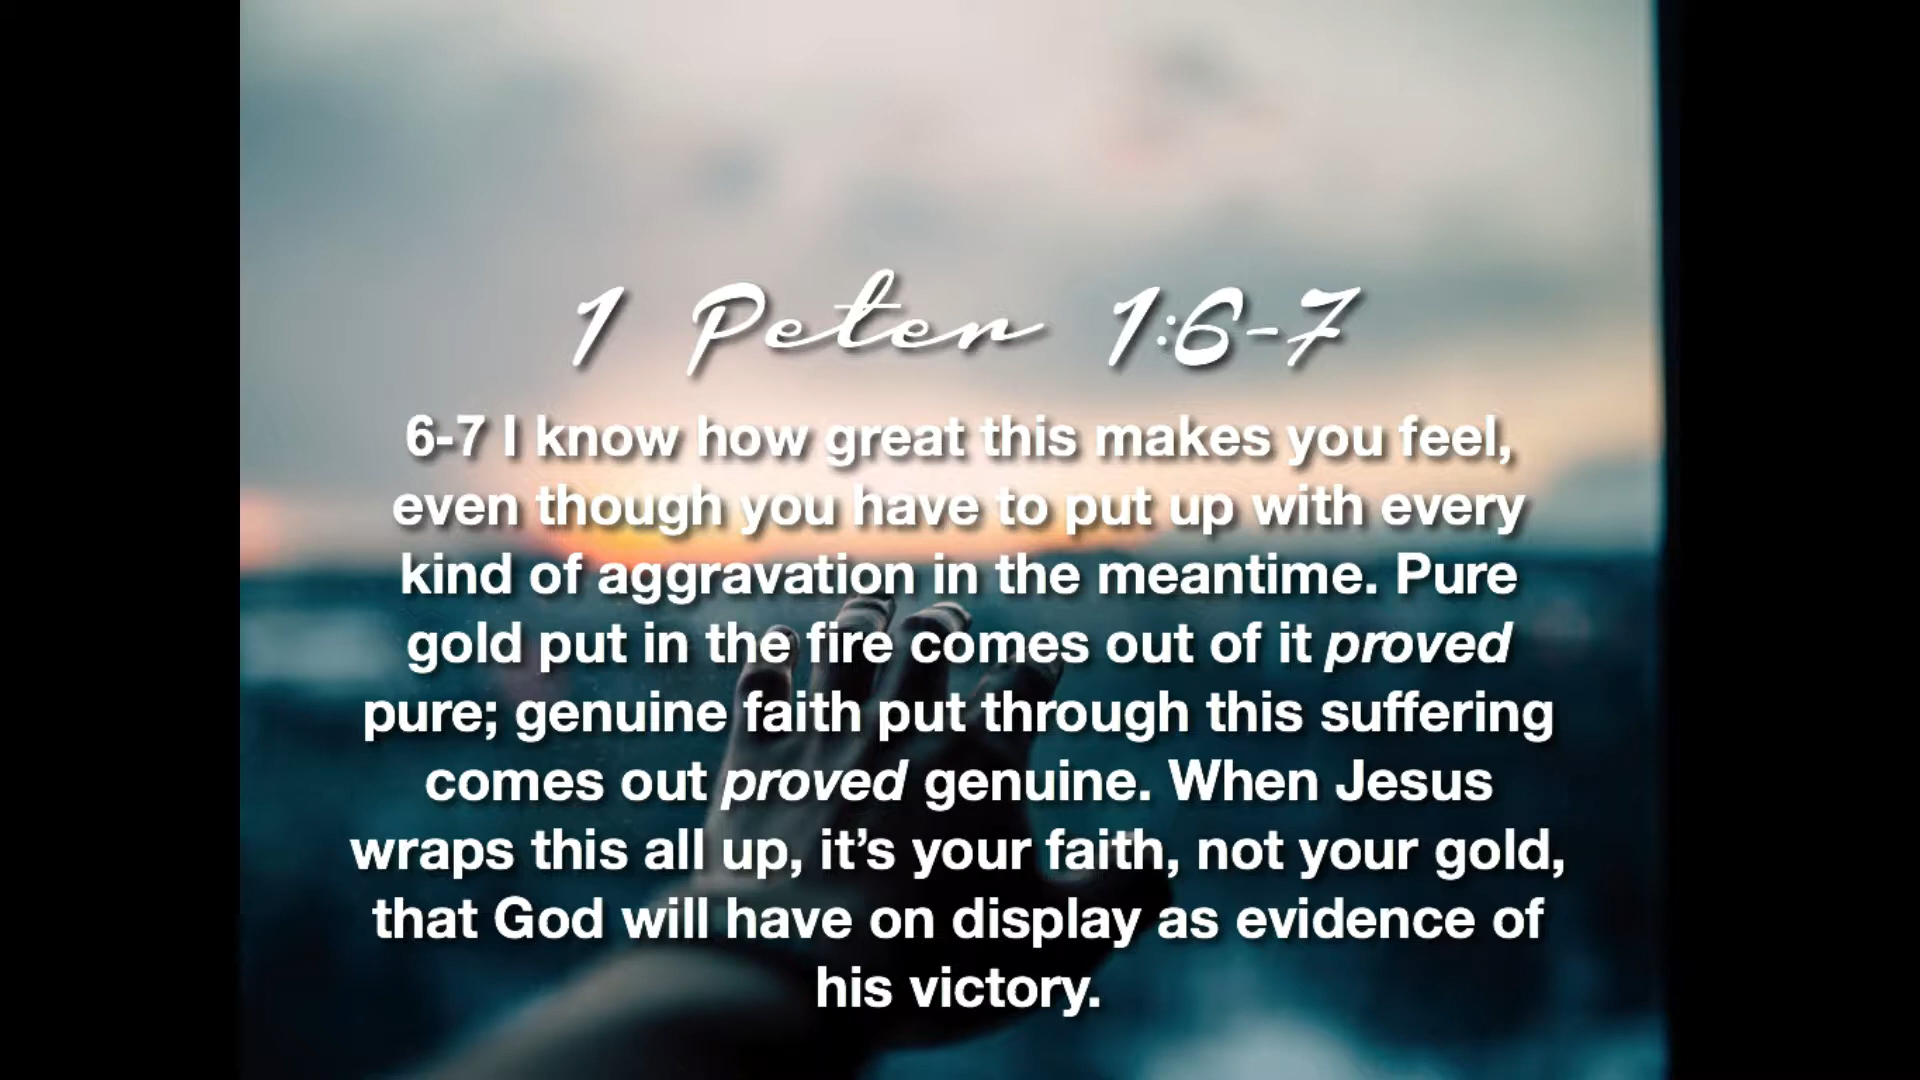 1 Peter 1:6-7
6-7 I know how great this makes you feel,
even though you have to put up with every
kind of aggravation in the meantime. Pure
gold put in the fire comes out of it proved
pure; genuine faith put through this suffering
comes out proved genuine. When Jesus
wraps this all up, it’s your faith, not your gold,
that God will have on display as evidence of
his victory.